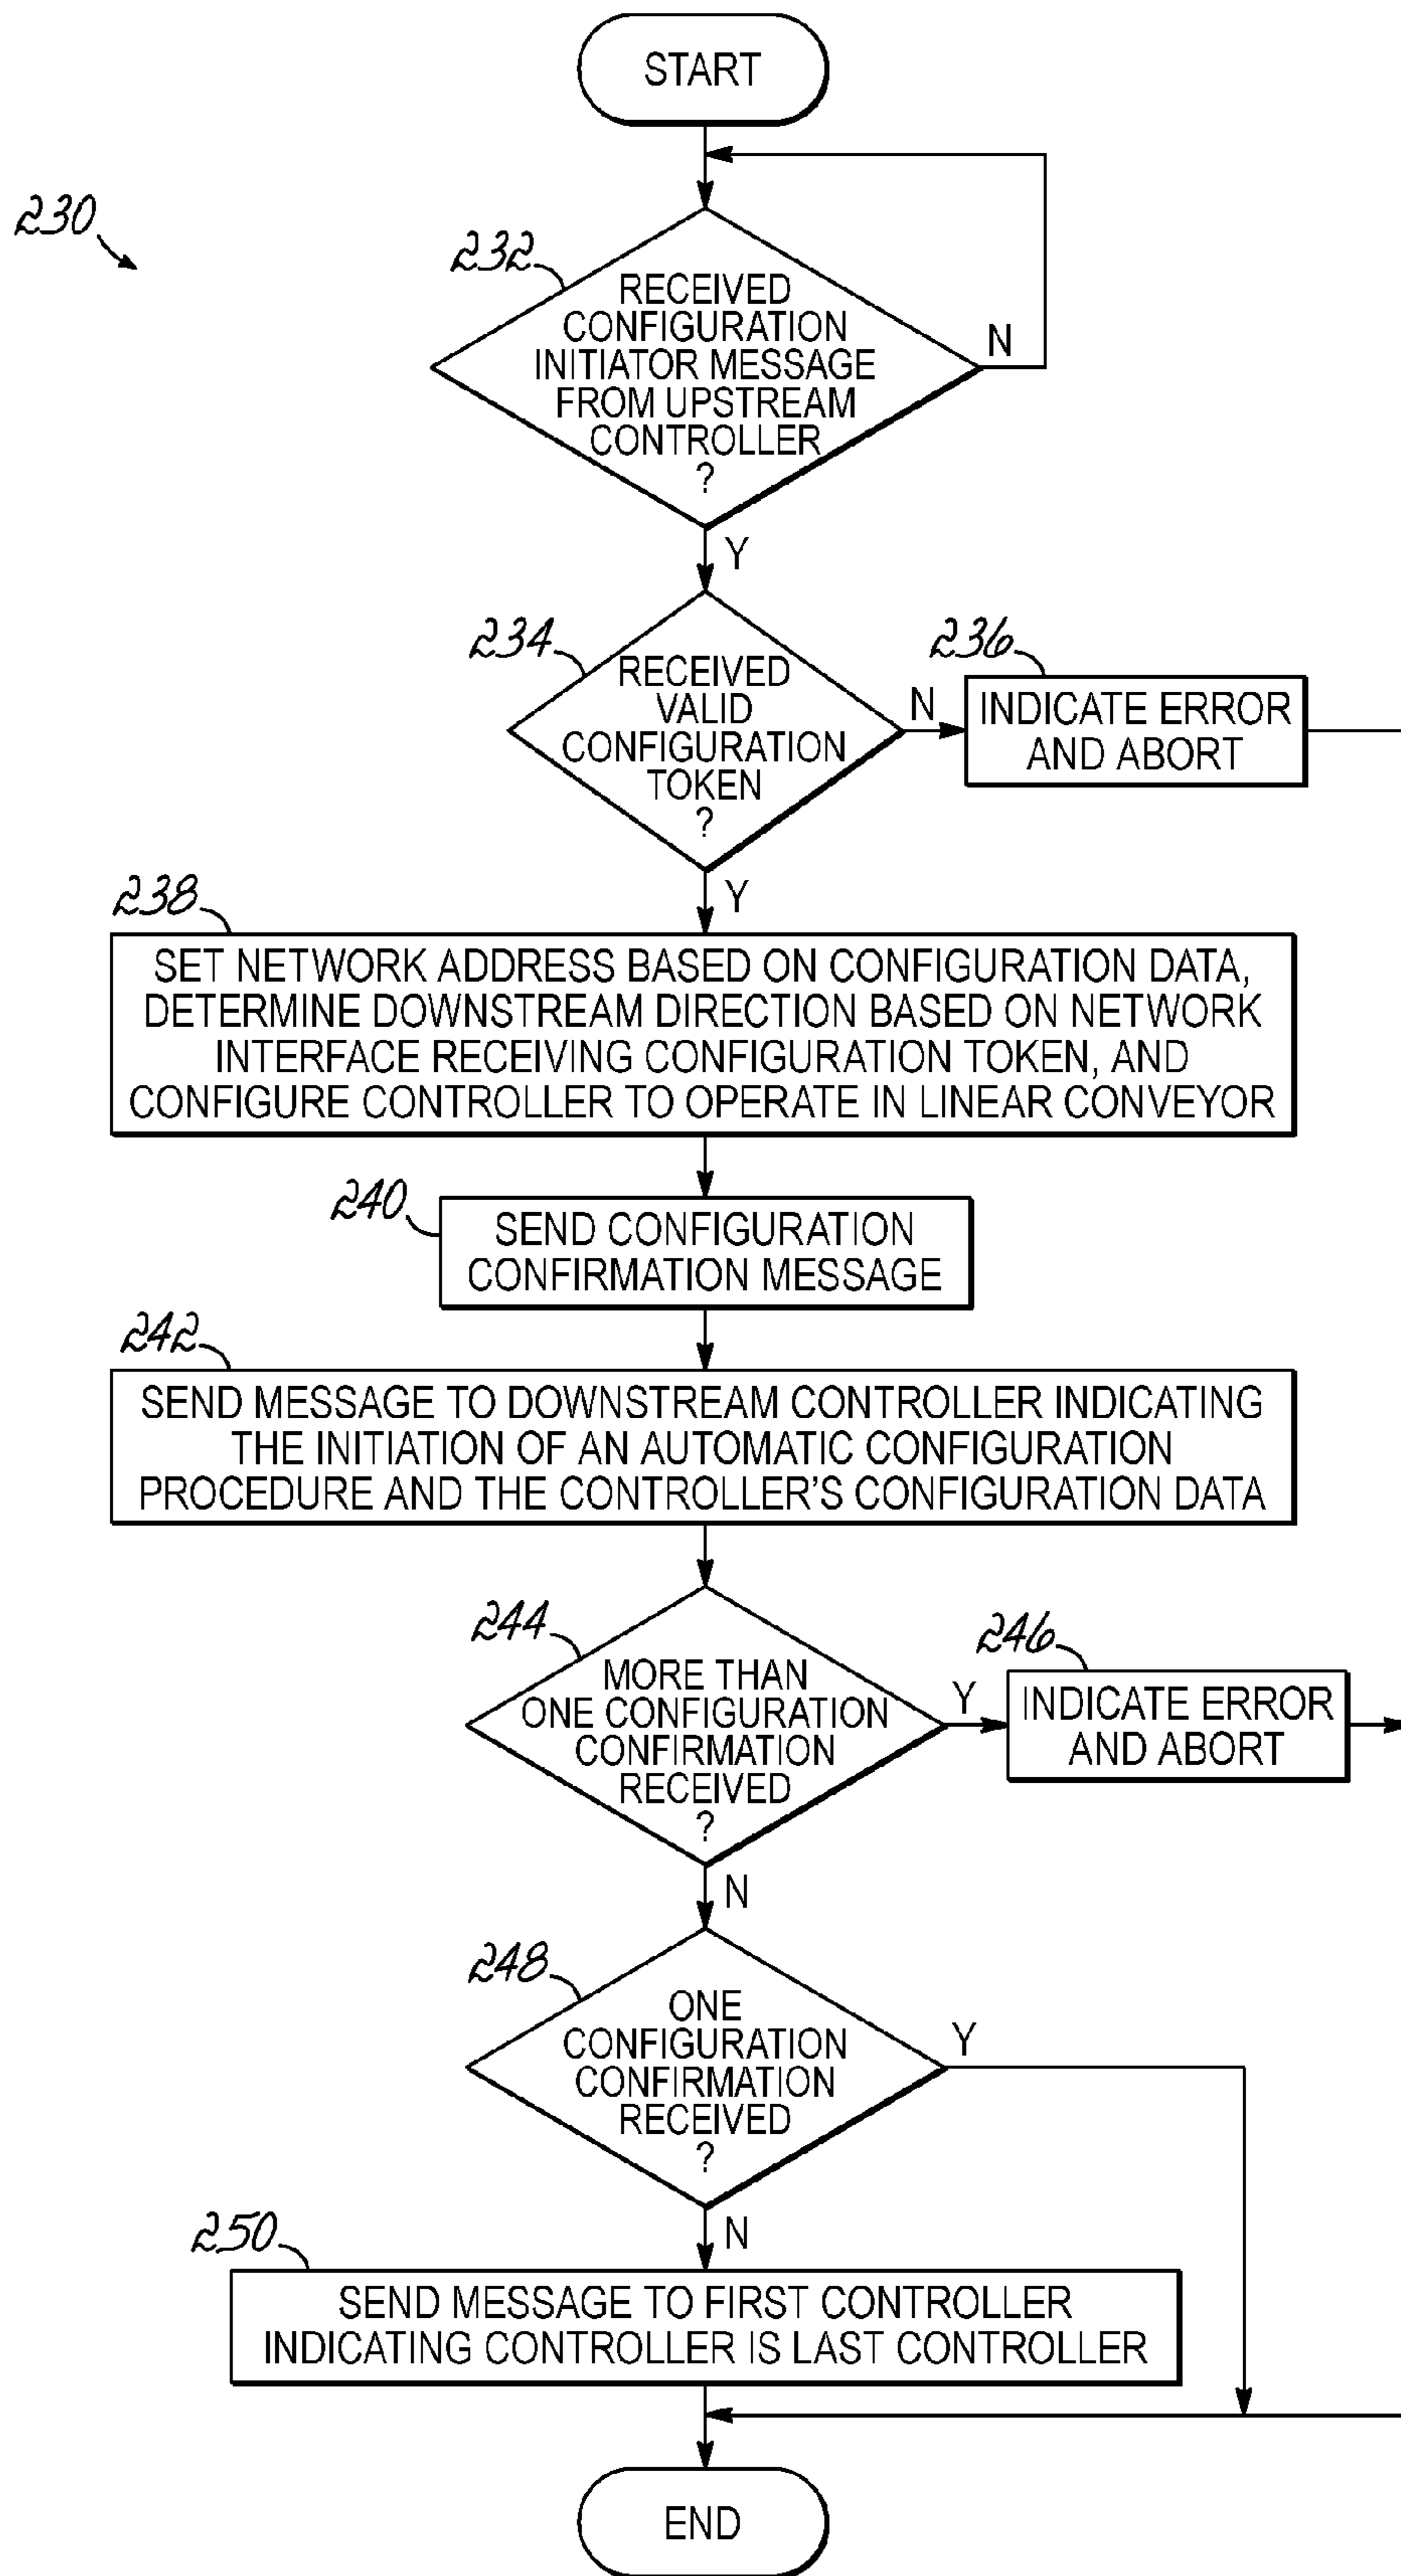 START
230
232
RECEIVED
CONFIGURATION
INITIATOR MESSAGE
FROM UPSTREAM
CONTROLLER
?
N
Y
234
RECEIVED
VALID
CONFIGURATION
TOKEN
?
N
236
INDICATE ERROR
AND ABORT
Y
238
SET NETWORK ADDRESS BASED ON CONFIGURATION DATA,
DETERMINE DOWNSTREAM DIRECTION BASED ON NETWORK
INTERFACE RECEIVING CONFIGURATION TOKEN, AND
CONFIGURE CONTROLLER TO OPERATE IN LINEAR CONVEYOR
240
SEND CONFIGURATION
CONFIRMATION MESSAGE
242
SEND MESSAGE TO DOWNSTREAM CONTROLLER INDICATING
THE INITIATION OF AN AUTOMATIC CONFIGURATION
PROCEDURE AND THE CONTROLLER'S CONFIGURATION DATA
244
MORE THAN
ONE CONFIGURATION
CONFIRMATION
RECEIVED
?
Y
246
INDICATE ERROR
AND ABORT
N
248
ONE
CONFIGURATION
CONFIRMATION
RECEIVED
?
Y
N
250
SEND MESSAGE TO FIRST CONTROLLER
INDICATING CONTROLLER IS LAST CONTROLLER
END